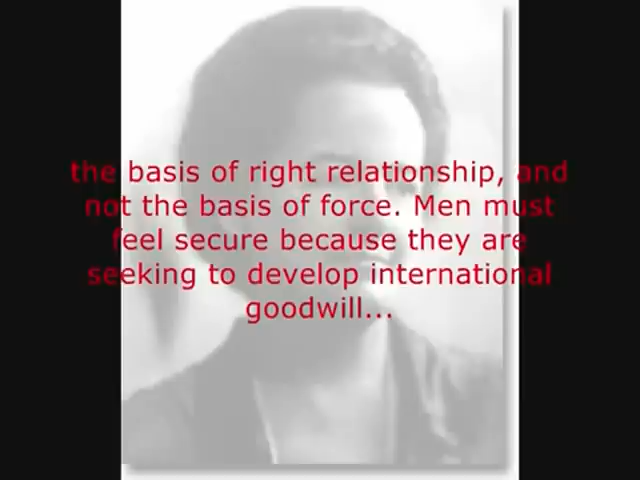 the basis of right relationship, and
not the basis of force. Men must
feel secure because they are
seeking to develop international
goodwill...